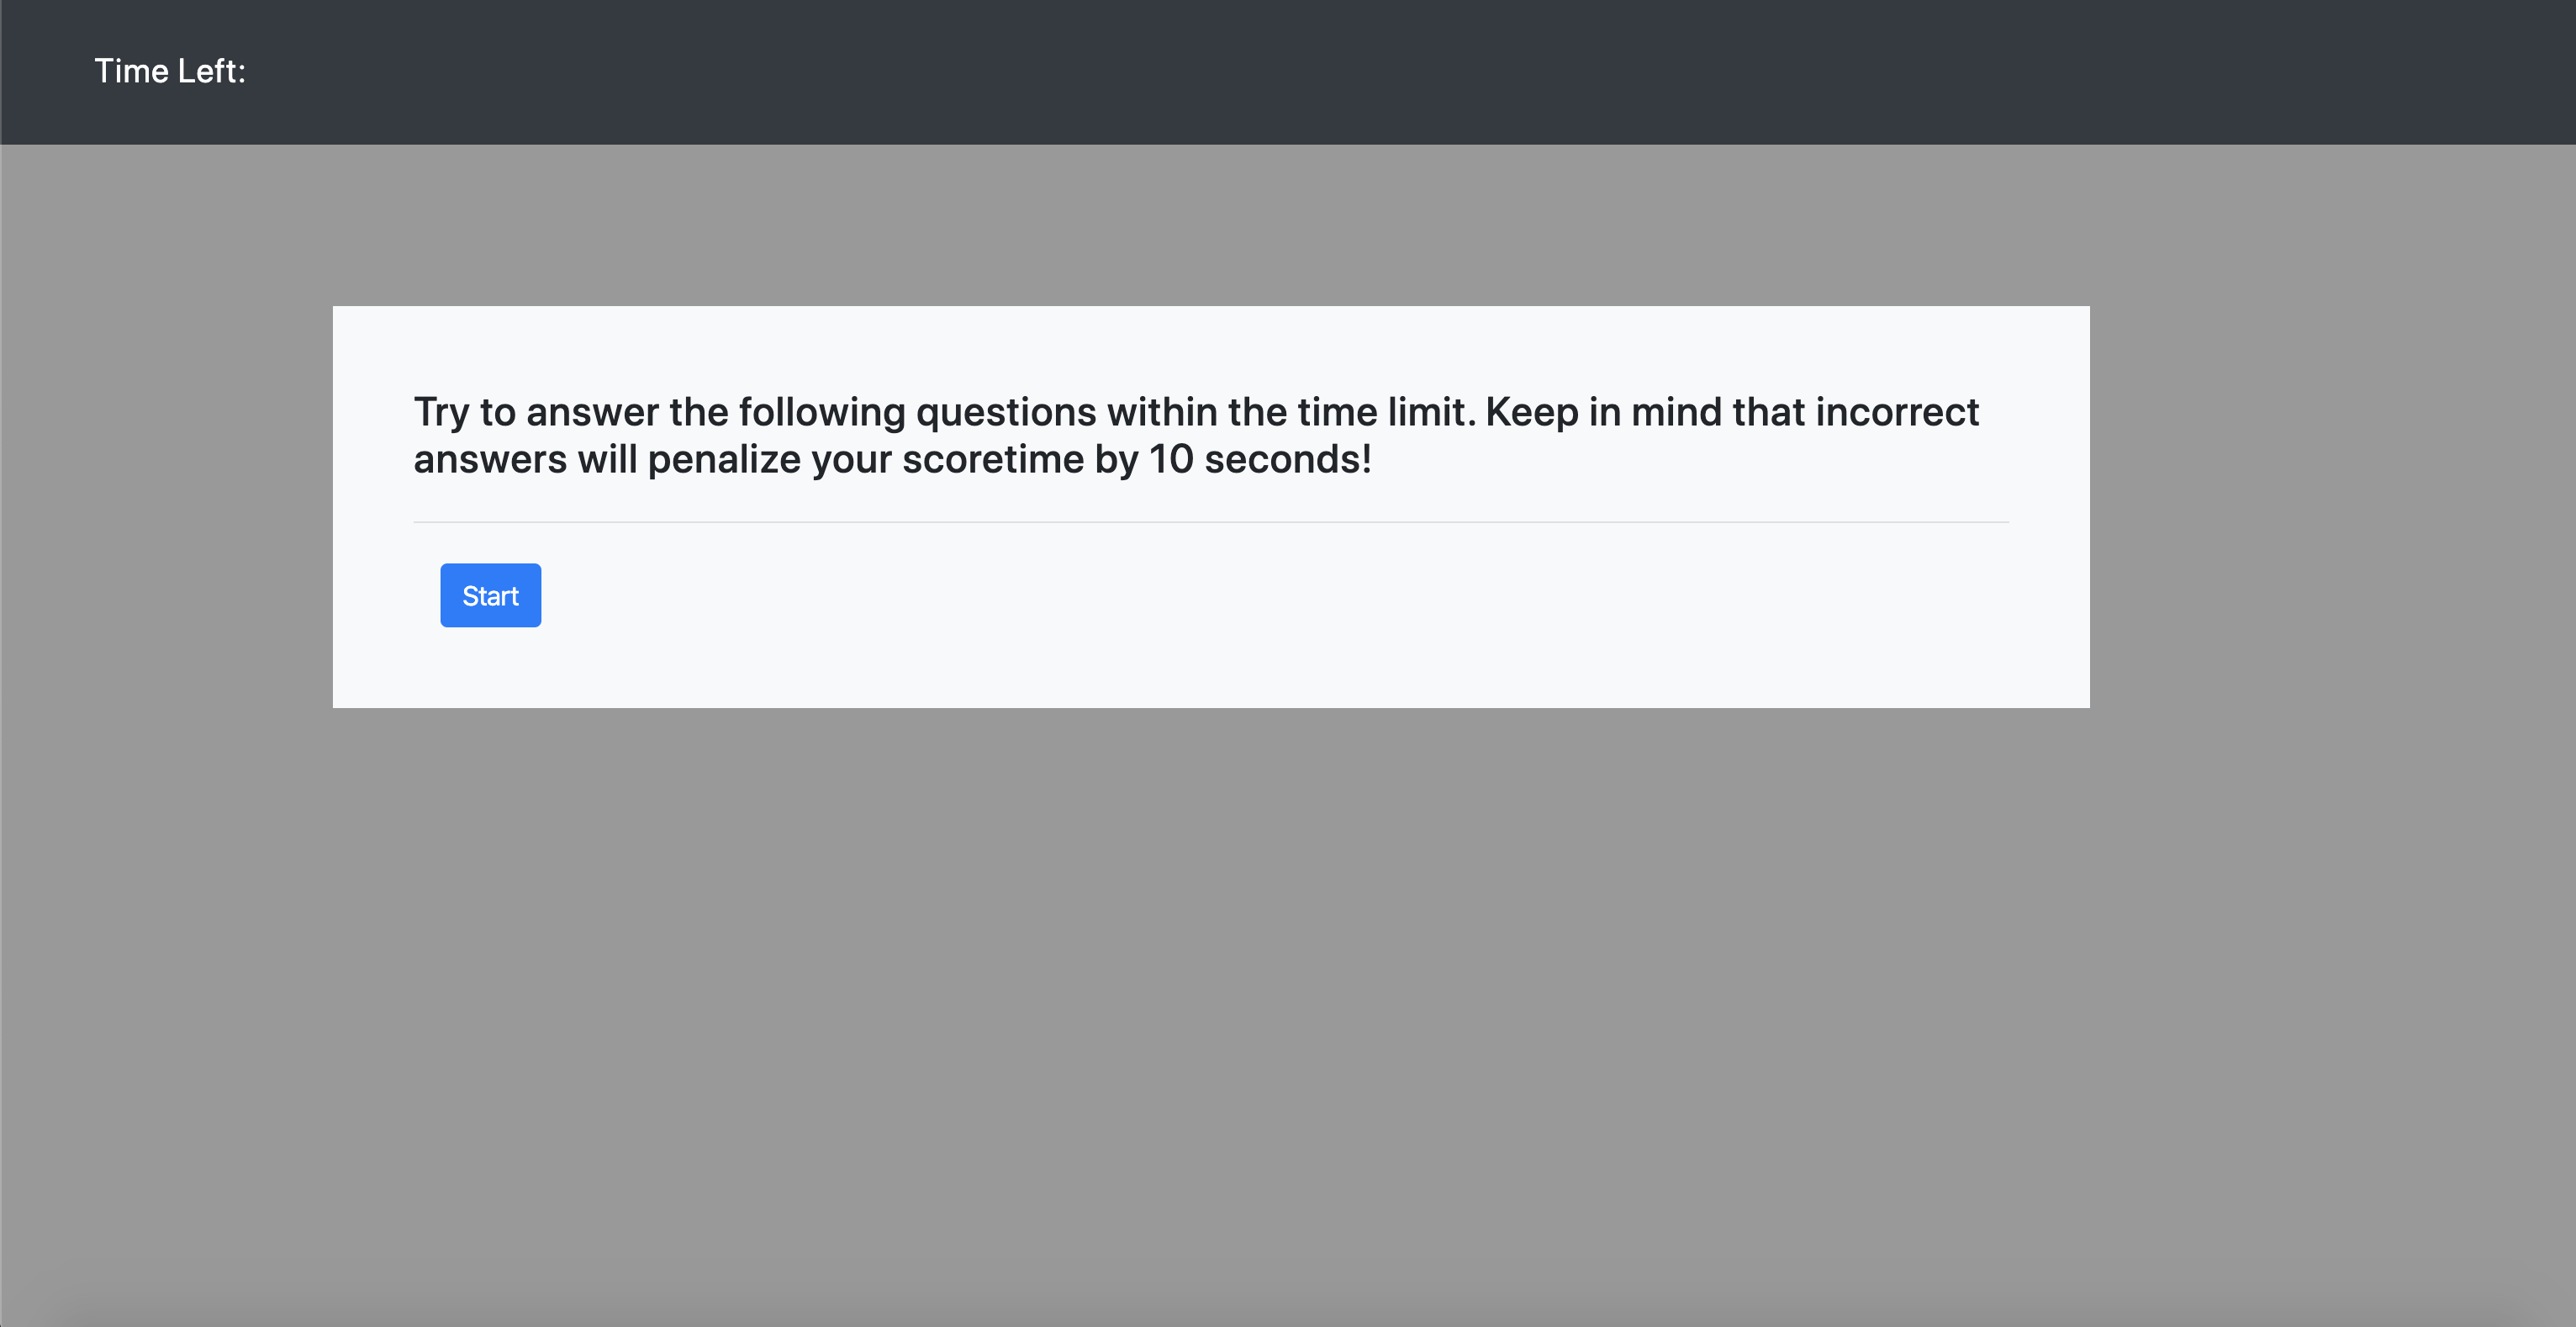 Time Left:
Try to answer the following questions within the time limit. Keep in mind that incorrect
answers will penalize your scoretime by 10 seconds!
Start